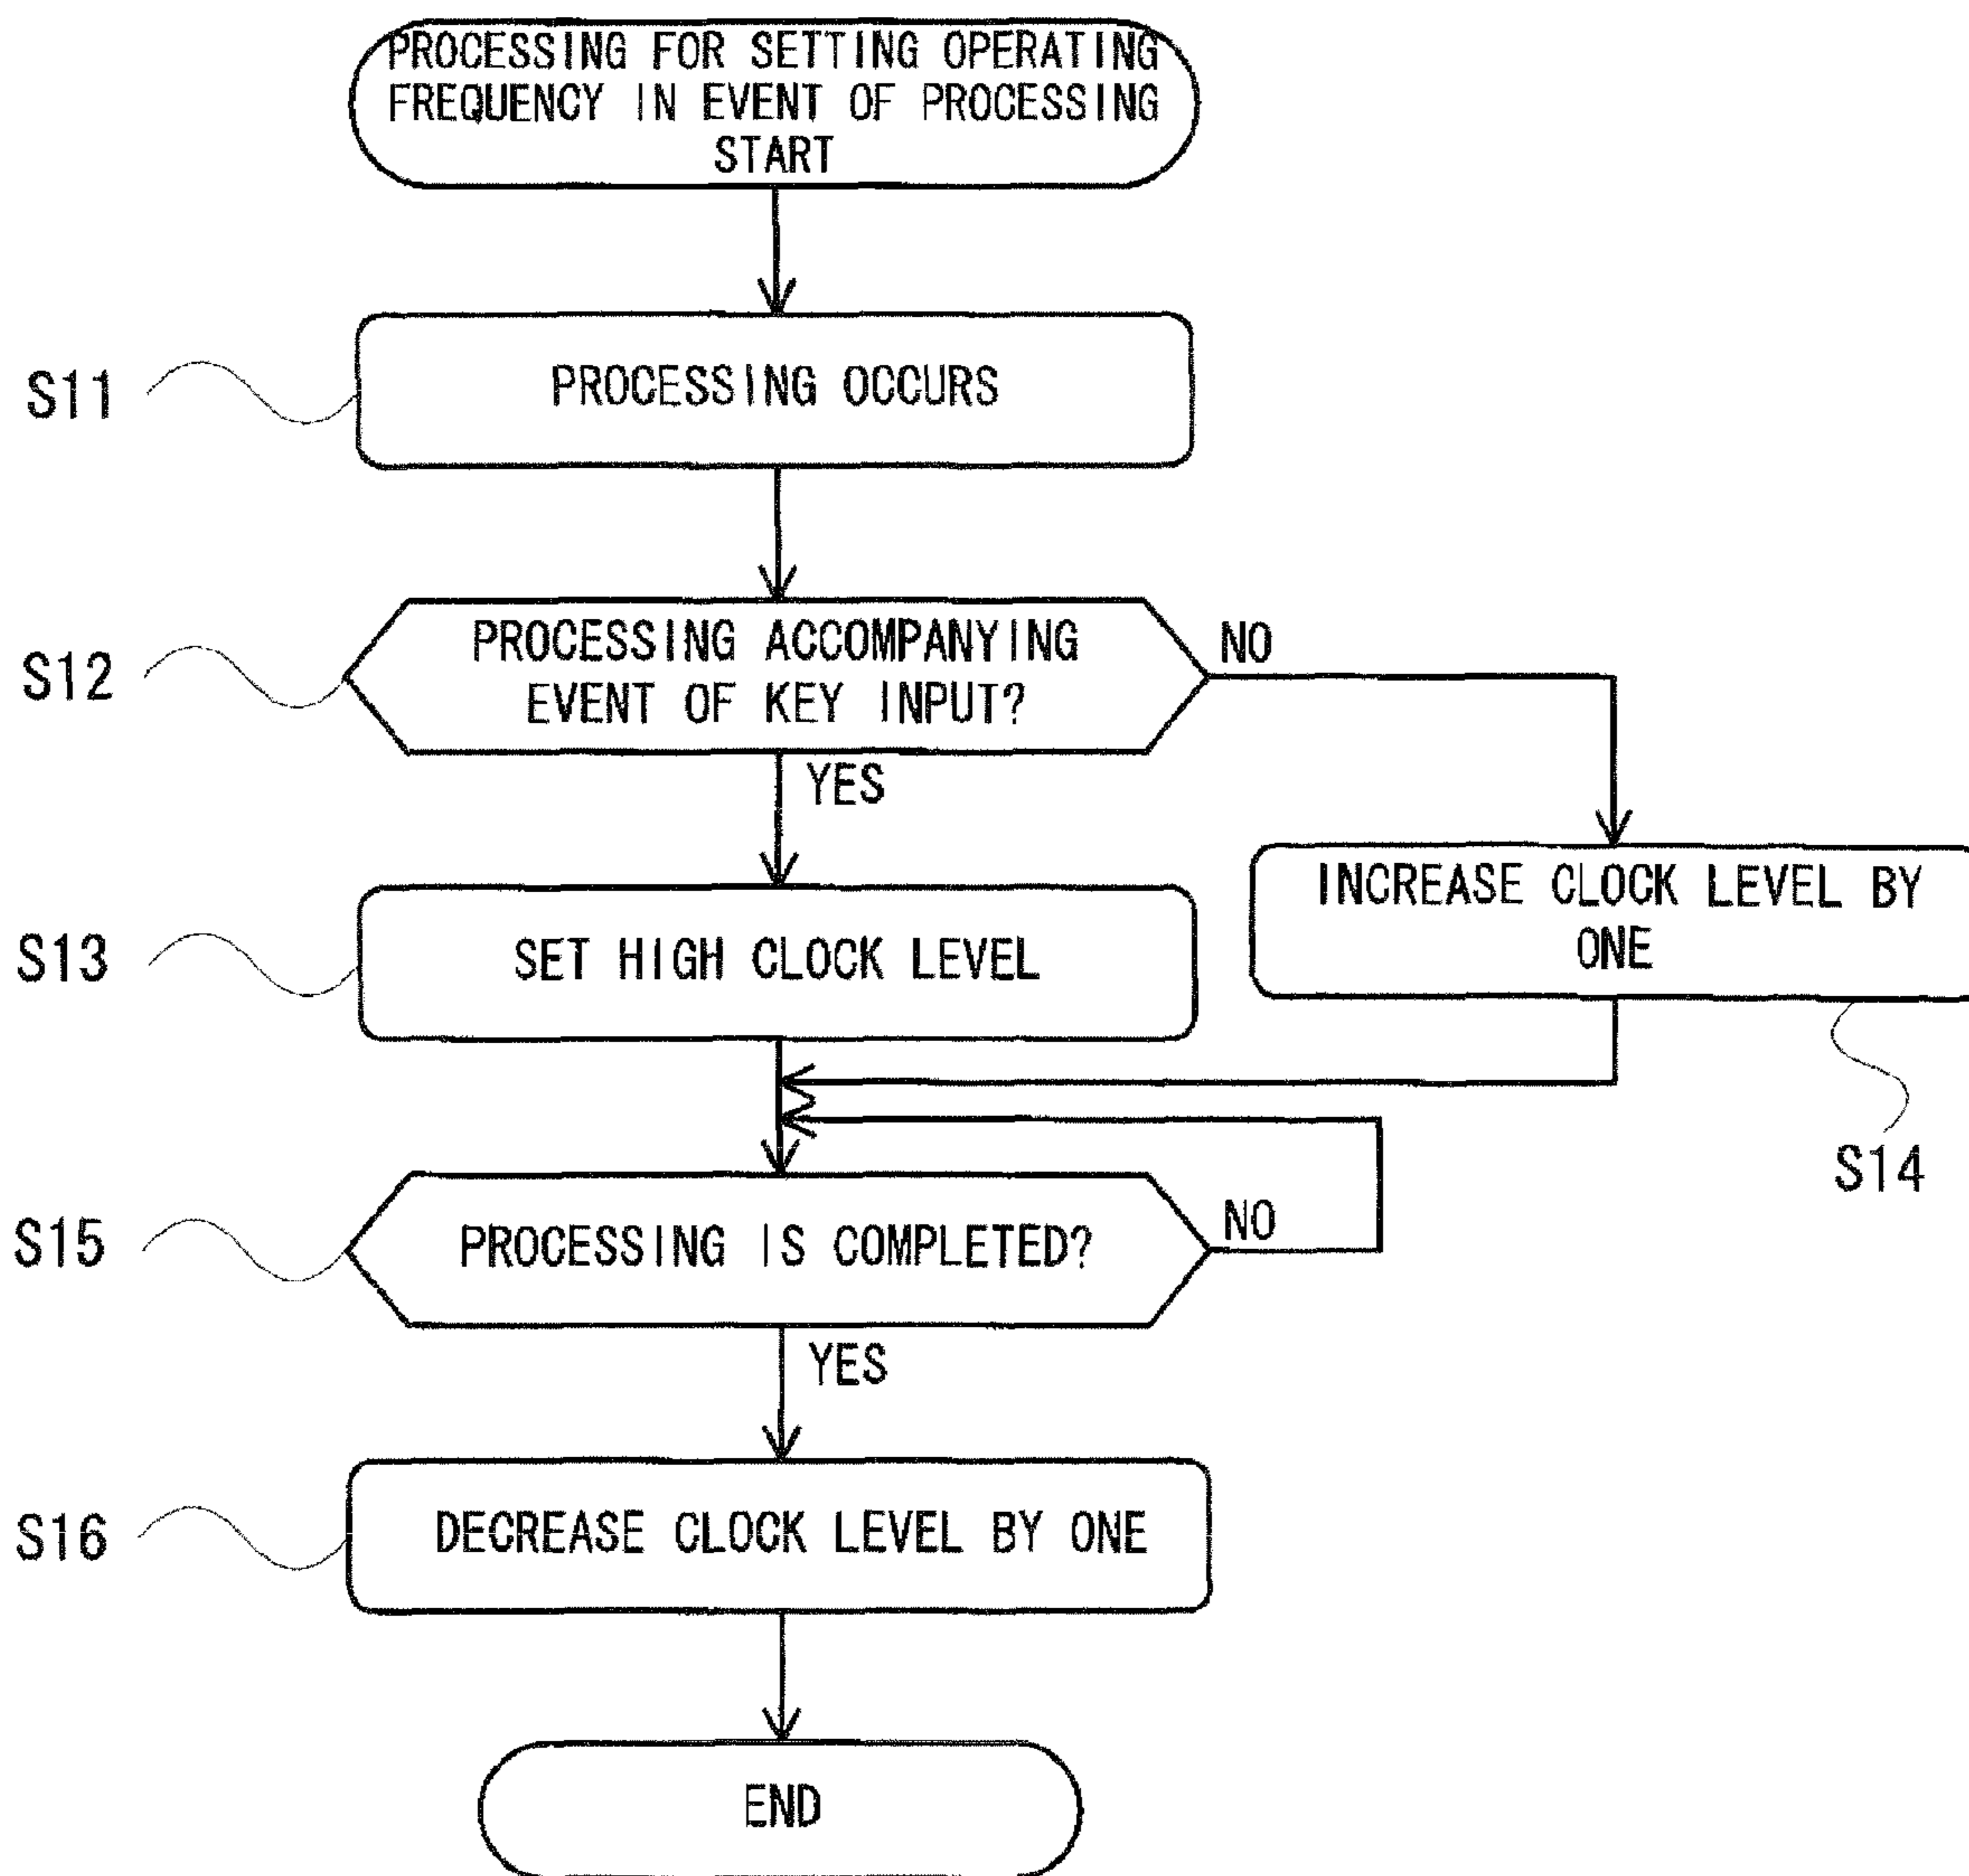 PROCESSING FOR SETTING OPERATING
FREQUENCY IN EVENT OF PROCESSING
START
S11
PROCESSING OCCURS
S12
PROCESSING ACCOMPANYING
EVENT OF KEY INPUT?
NO
YES
S13
SET HIGH CLOCK LEVEL
INCREASE CLOCK LEVEL BY
ONE
S14
S15
PROCESSING IS COMPLETED?
NO
YES
S16
DECREASE CLOCK LEVEL BY ONE
END